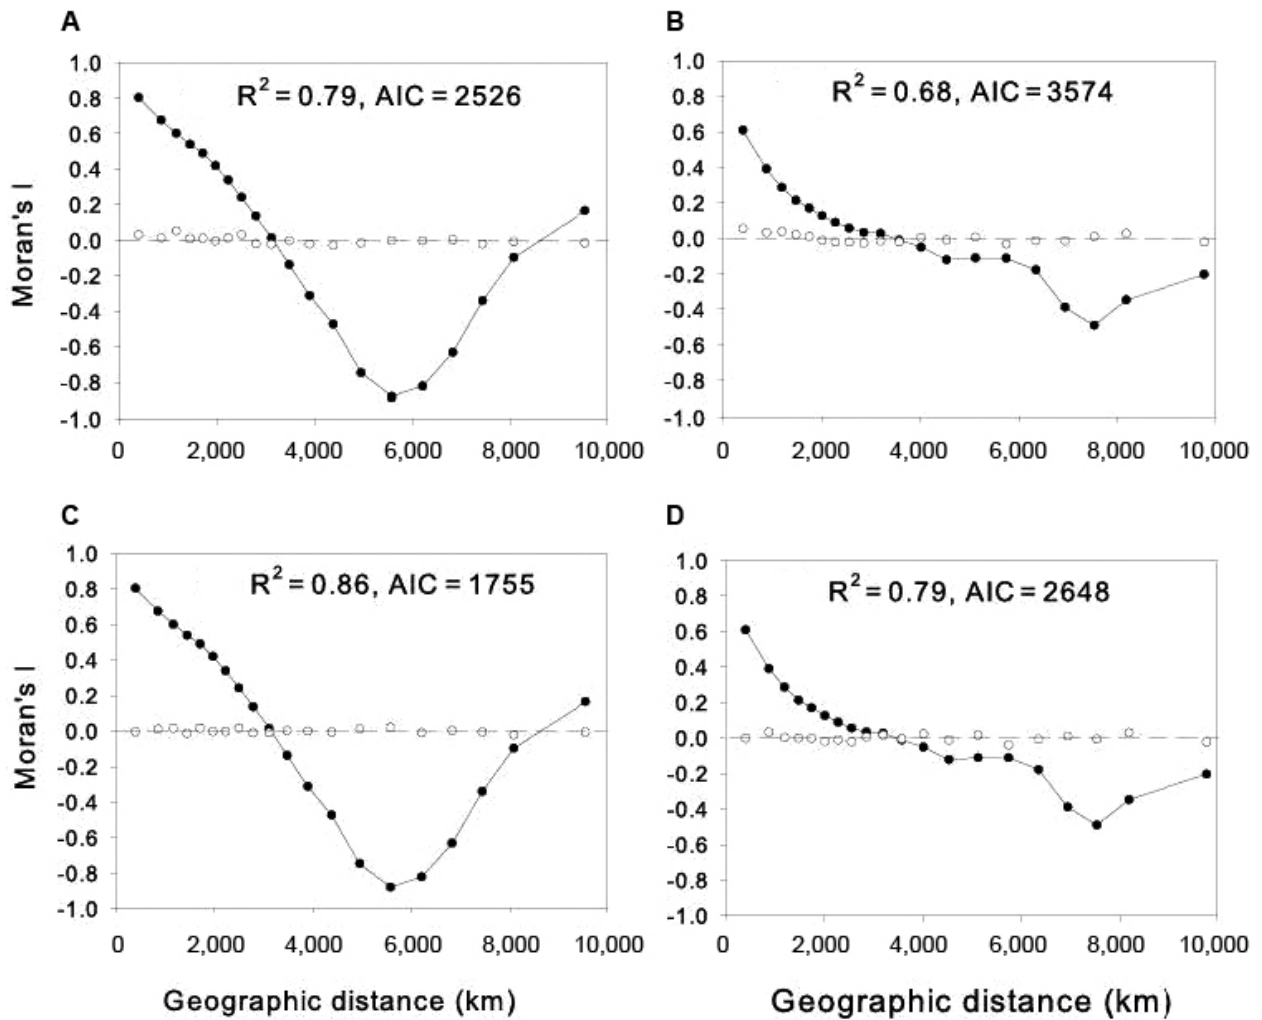 A
R² = 0.79, AIC = 2526
Moran's I
1.0
0.8
0.6
0.4
0.2
0.0
-0.2
-0.4
-0.6
-0.8
-1.0
0 2,000 4,000 6,000 8,000 10,000
B
R² = 0.68, AIC = 3574
1.0
0.8
0.6
0.4
0.2
0.0
-0.2
-0.4
-0.6
-0.8
-1.0
0 2,000 4,000 6,000 8,000 10,000
C
R² = 0.86, AIC = 1755
Moran's I
1.0
0.8
0.6
0.4
0.2
0.0
-0.2
-0.4
-0.6
-0.8
-1.0
0 2,000 4,000 6,000 8,000 10,000
Geographic distance (km)
D
R² = 0.79, AIC = 2648
1.0
0.8
0.6
0.4
0.2
0.0
-0.2
-0.4
-0.6
-0.8
-1.0
0 2,000 4,000 6,000 8,000 10,000
Geographic distance (km)